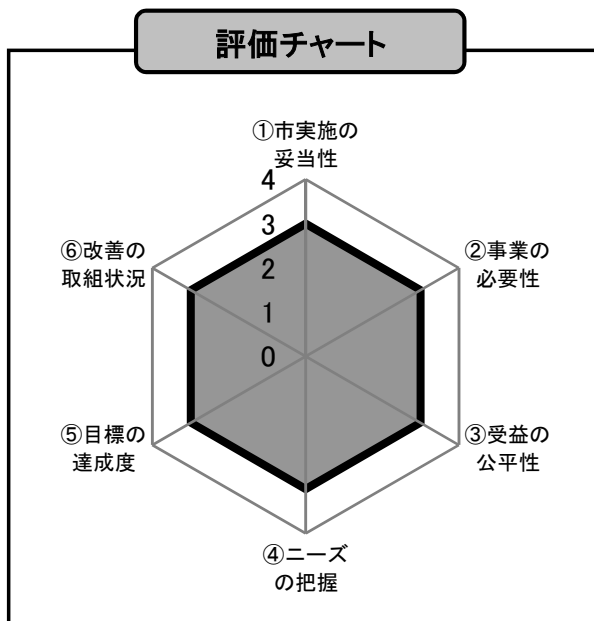 評価チャート
①市実施の
妥当性
4
3
2
1
0
②事業の
必要性
③受益の
公平性
④ニーズ
の把握
⑤目標の
達成度
⑥改善の
取組状況